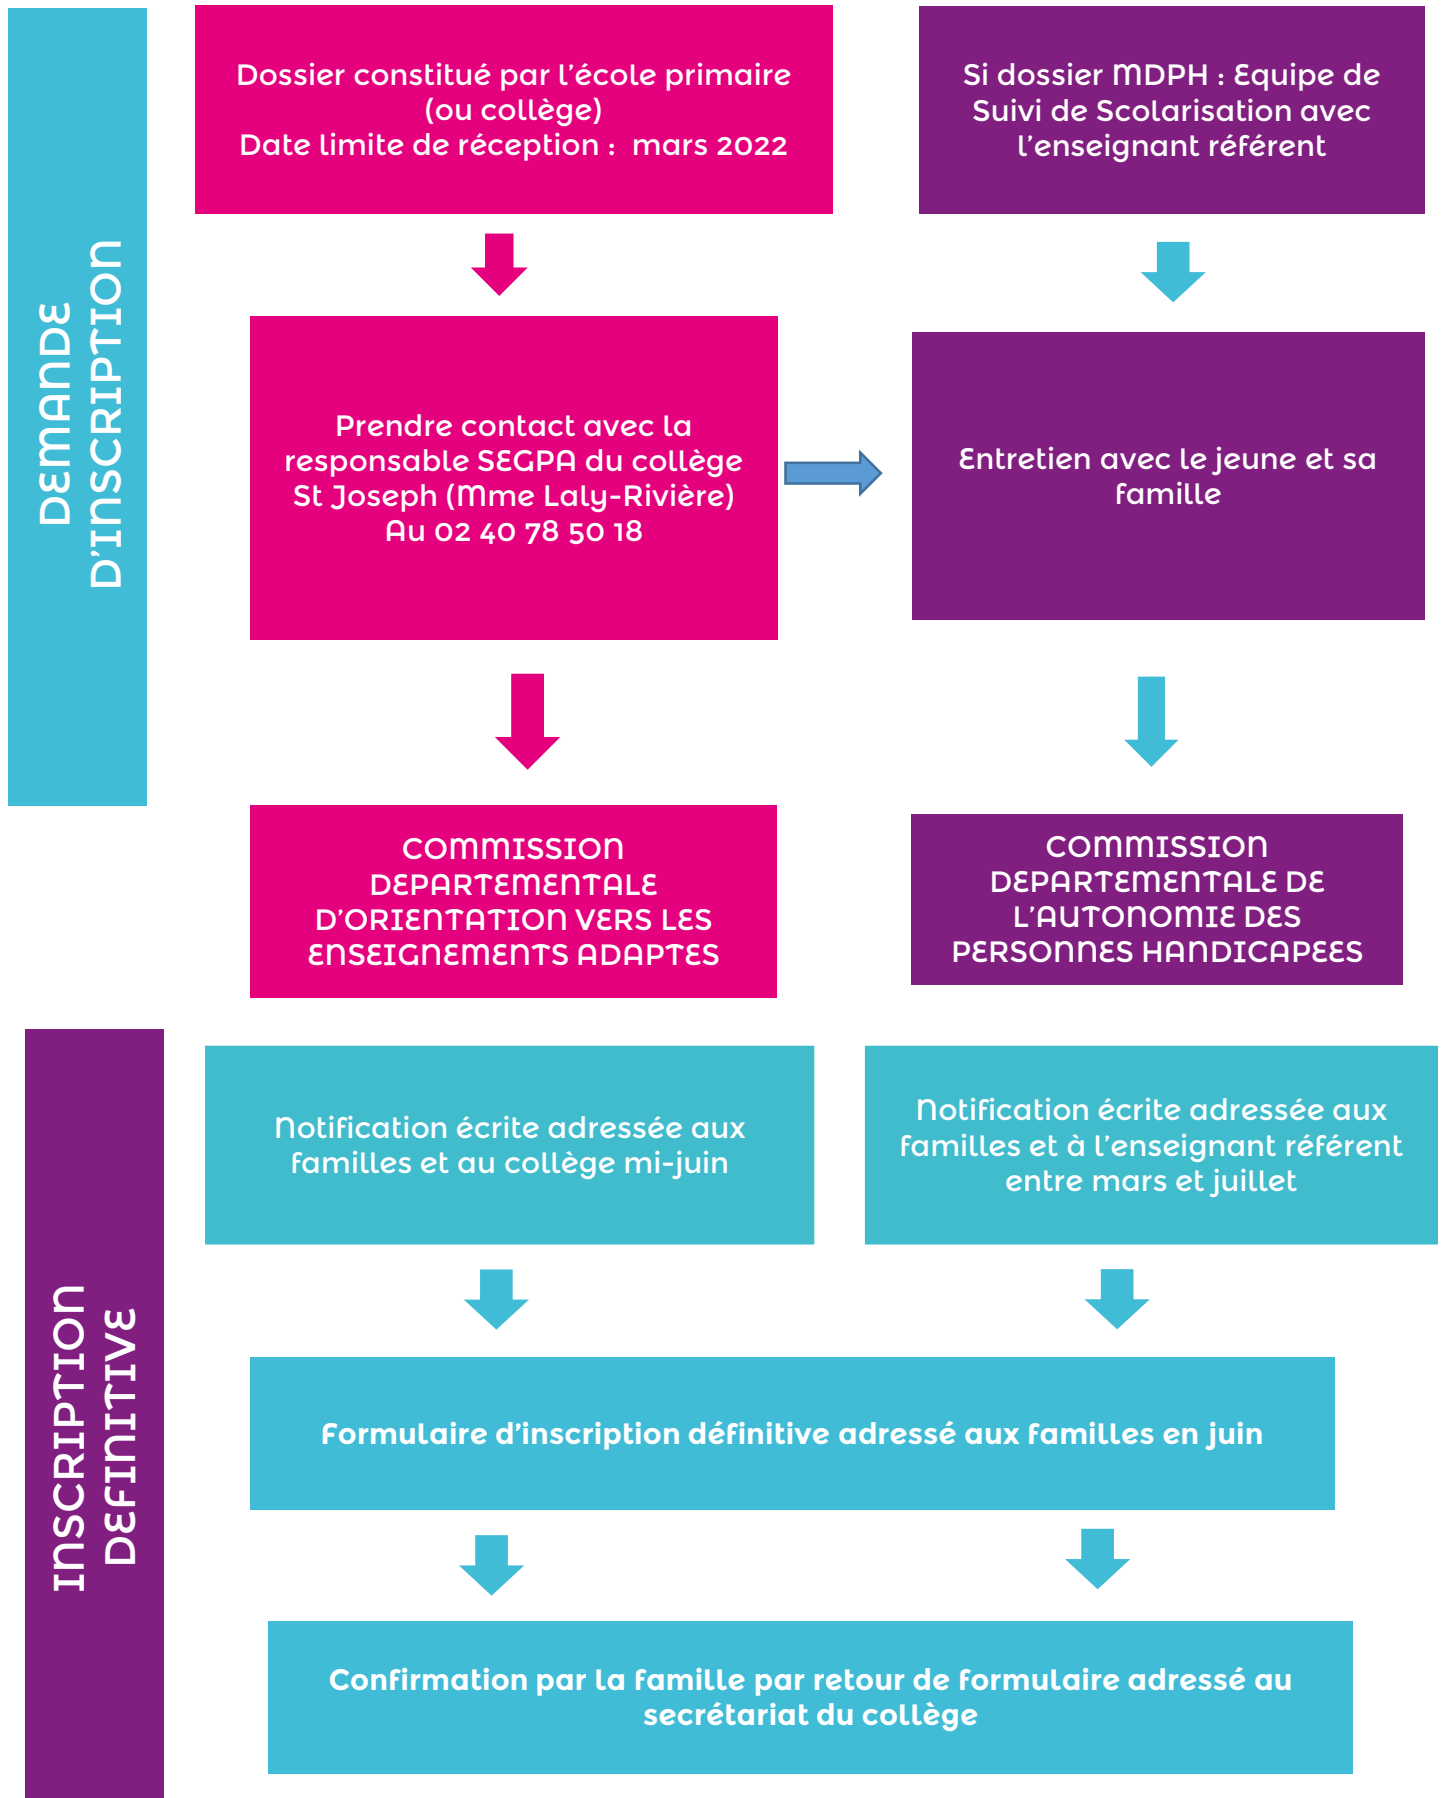 DEMANDE
D'INSCRIPTION
Dossier constitué par l'école primaire
(ou collège)
Date limite de réception : mars 2022
Si dossier MDPH : Equipe de
Suivi de Scolarisation avec
l'enseignant référent
Prendre contact avec la
responsable SEGPA du collège
St Joseph (Mme Laly-Rivière)
Au 02 40 78 50 18
Entretien avec le jeune et sa
famille
COMMISSION
DEPARTEMENTALE
D'ORIENTATION VERS LES
ENSEIGNEMENTS ADAPTES
COMMISSION
DEPARTEMENTALE DE
L'AUTONOMIE DES
PERSONNES HANDICAPEES
INSCRIPTION
DEFINITIVE
Notification écrite adressée aux
familles et au collège mi-juin
Notification écrite adressée aux
familles et à l'enseignant référent
entre mars et juillet
Formulaire d'inscription définitive adressé aux familles en juin
Confirmation par la famille par retour de formulaire adressé au
secrétariat du collège